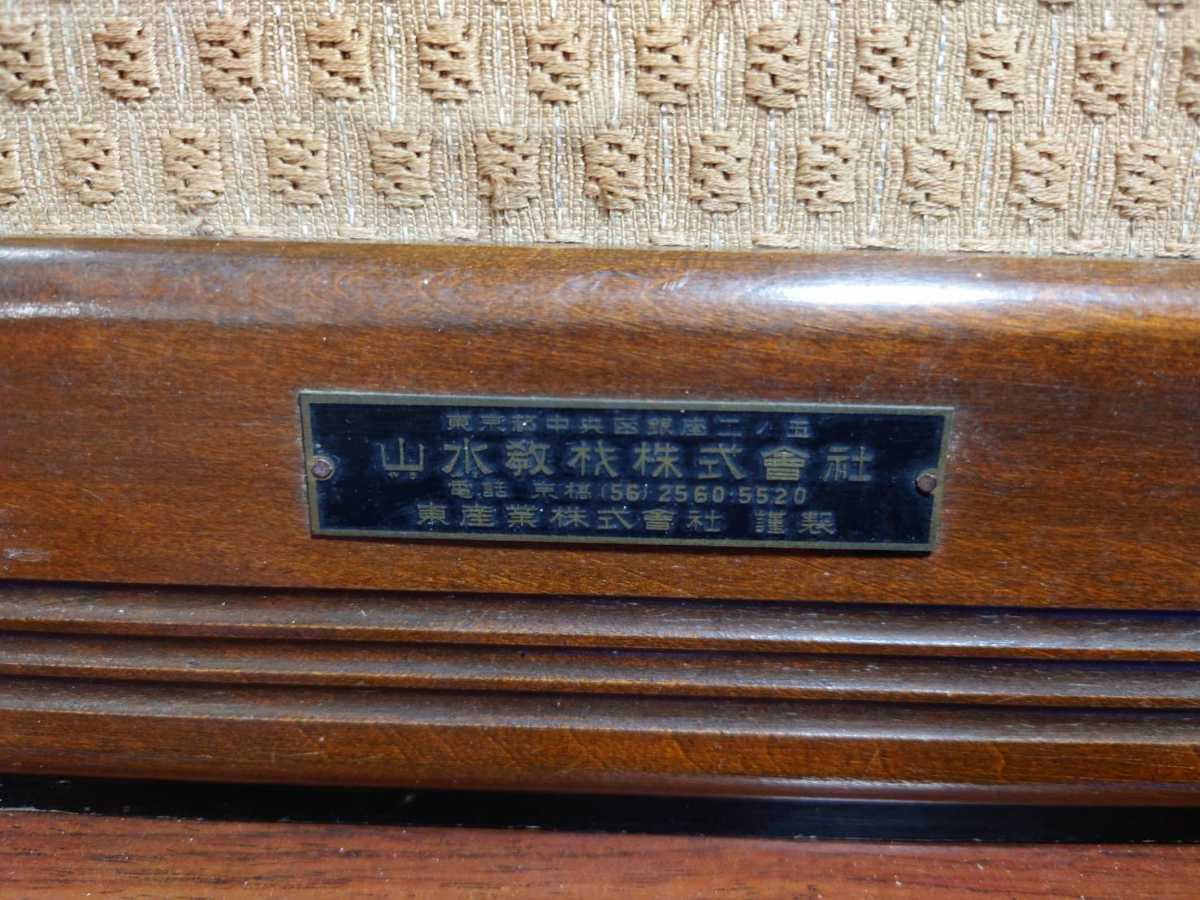 東京都中央区銀座二ノ五
山水教材株式會社
電話 京橋(56)2560・5520
東産業株式會社 謹製